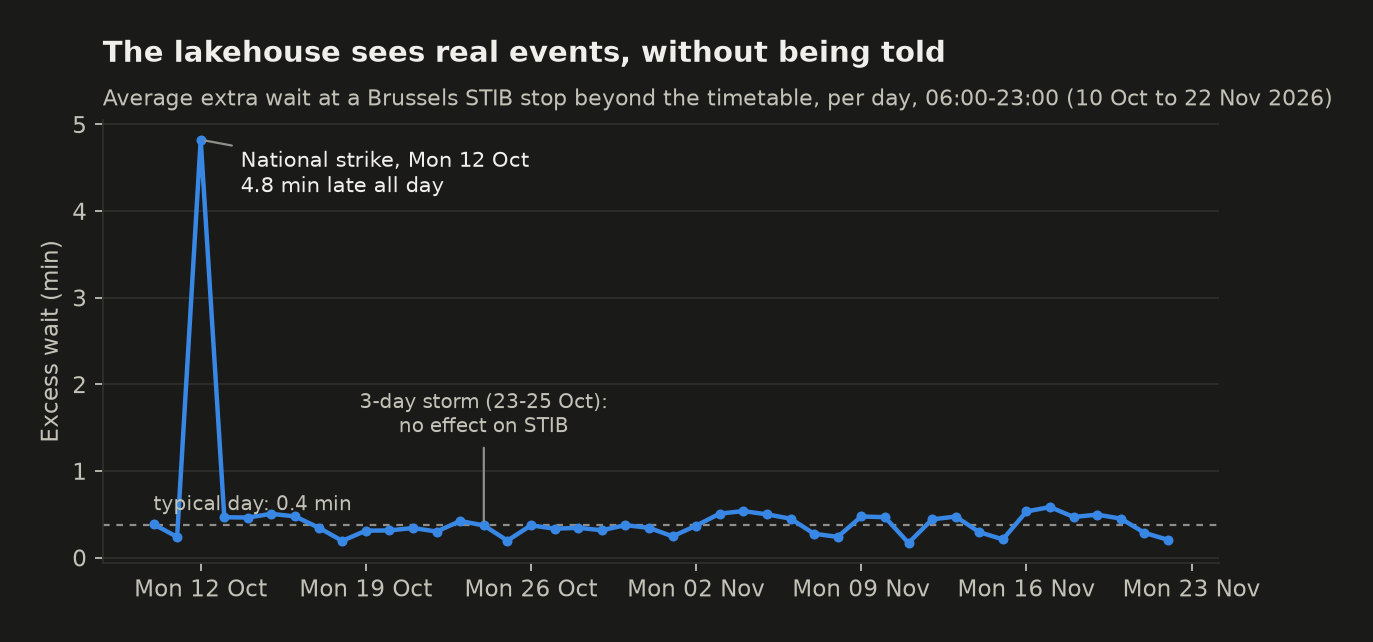 The lakehouse sees real events, without being told
Average extra wait at a Brussels STIB stop beyond the timetable, per day, 06:00-23:00 (10 Oct to 22 Nov 2026)
Excess wait (min)
5
4
3
2
1
0
National strike, Mon 12 Oct
4.8 min late all day
3-day storm (23-25 Oct):
no effect on STIB
typical day: 0.4 min
Mon 12 Oct
Mon 19 Oct
Mon 26 Oct
Mon 02 Nov
Mon 09 Nov
Mon 16 Nov
Mon 23 Nov